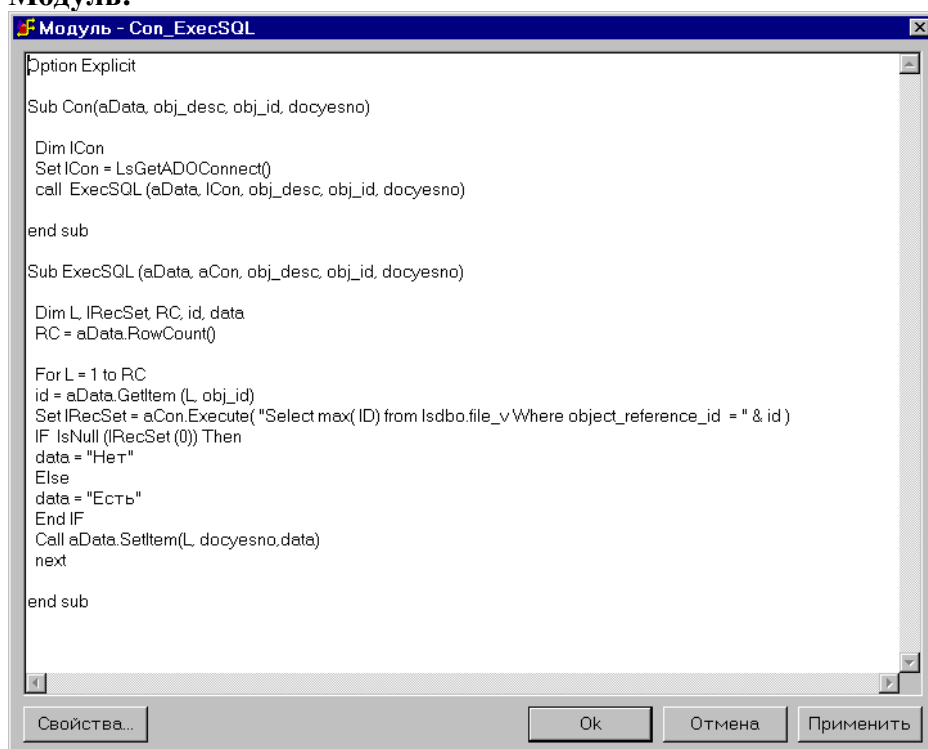 Модуль:
Модуль - Con_ExecSQL
Option Explicit
Sub Con(aData, obj_desc, obj_id, docyesno)
Dim lCon
Set lCon = LsGetADOConnect()
call ExecSQL (aData, lCon, obj_desc, obj_id, docyesno)
end sub
Sub ExecSQL (aData, aCon, obj_desc, obj_id, docyesno)
Dim L, lRecSet, RC, id, data
RC = aData.RowCount()
For L = 1 to RC
id = aData.GetItem (L, obj_id)
Set lRecSet = aCon.Execute( "Select max( ID) from lsdbo.file_v Where object_reference_id = " & id )
IF IsNull (lRecSet (0)) Then
data = "Нет"
Else
data = "Есть"
End IF
Call aData.SetItem(L, docyesno,data)
next
end sub
Свойства... Ok Отмена Применить